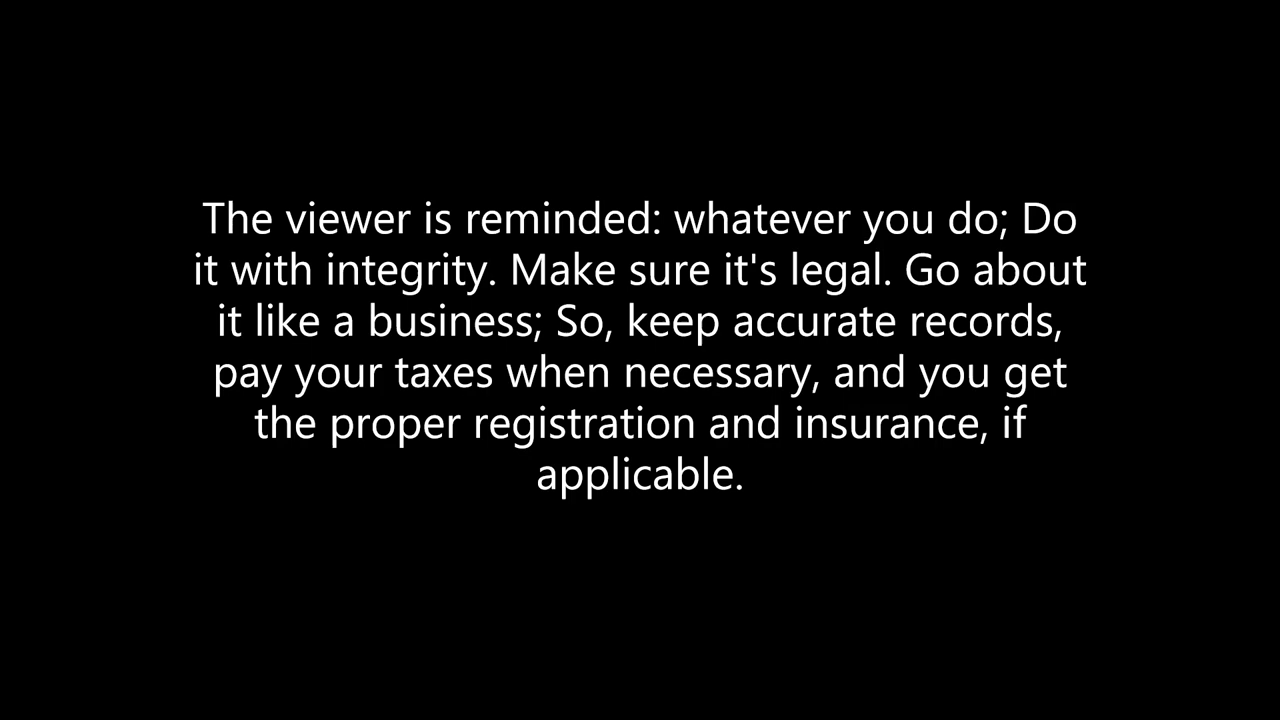 The viewer is reminded: whatever you do; Do
it with integrity. Make sure it's legal. Go about
it like a business; So, keep accurate records,
pay your taxes when necessary, and you get
the proper registration and insurance, if
applicable.